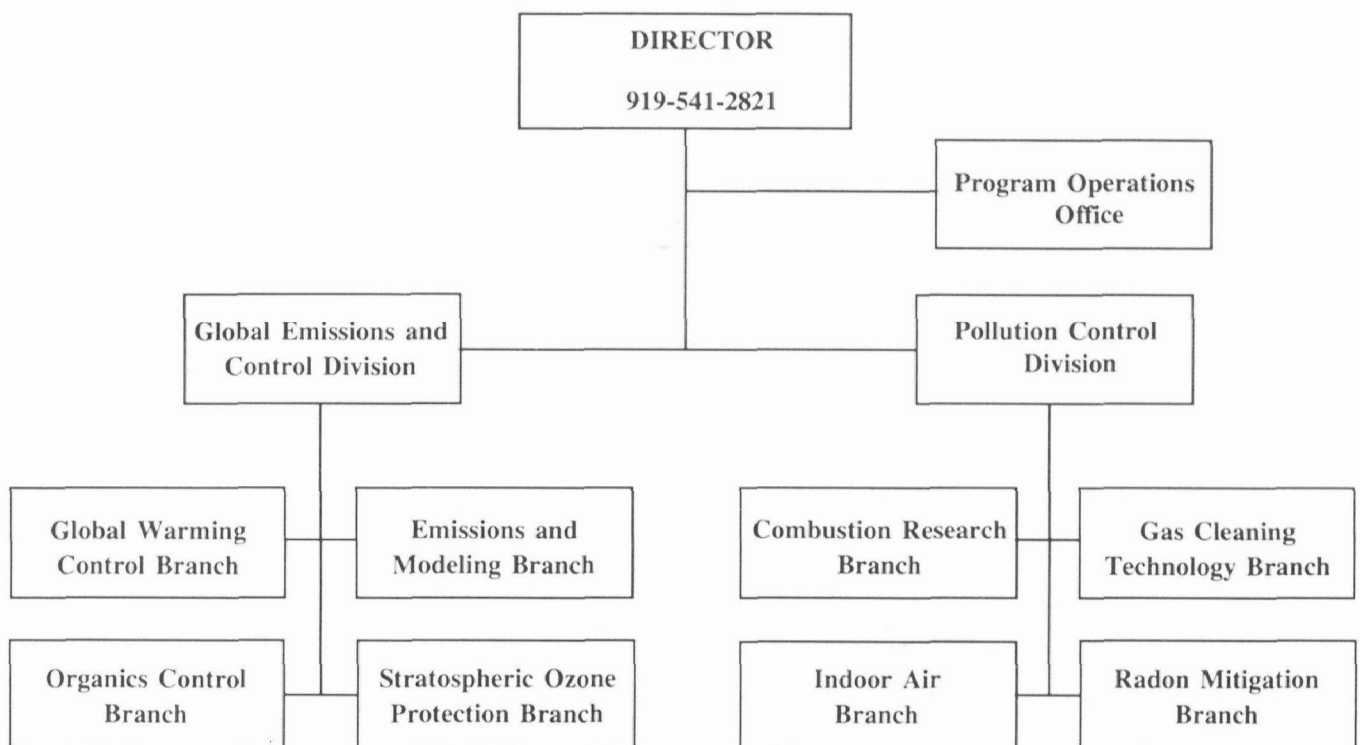 DIRECTOR
919-541-2821
Program Operations
Office
Global Emissions and
Control Division
Pollution Control
Division
Global Warming
Control Branch
Emissions and
Modeling Branch
Combustion Research
Branch
Gas Cleaning
Technology Branch
Organics Control
Branch
Stratospheric Ozone
Protection Branch
Indoor Air
Branch
Radon Mitigation
Branch